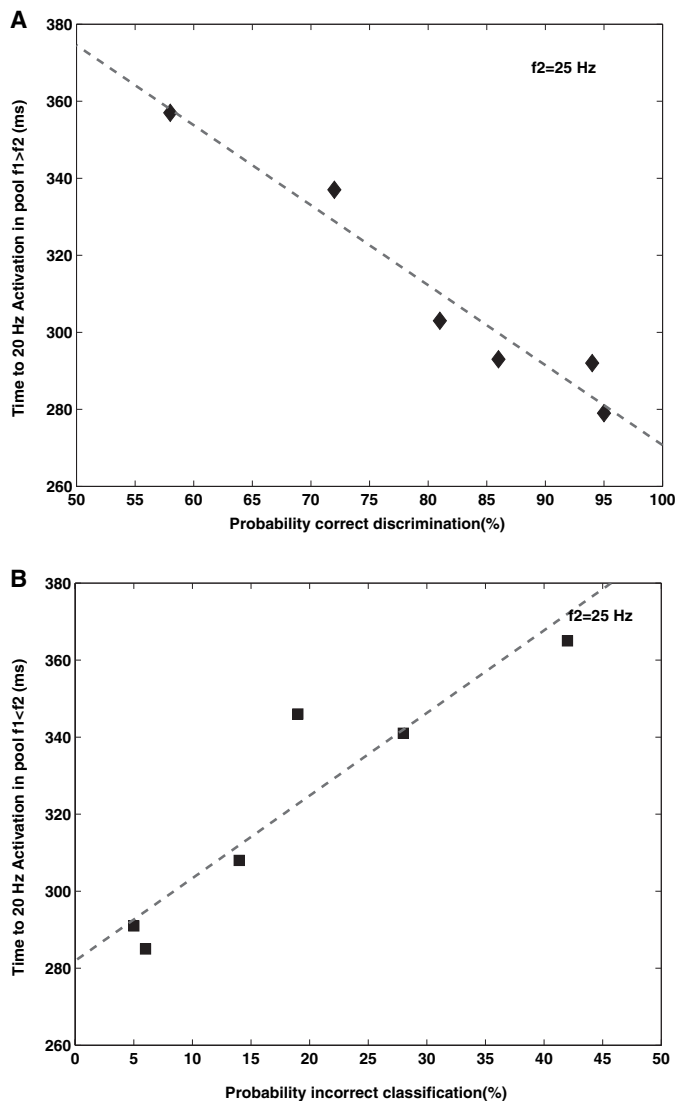 A
f2=25 Hz
Time to 20 Hz Activation in pool f1>f2 (ms)
380
360
340
320
300
280
260
50 55 60 65 70 75 80 85 90 95 100
Probability correct discrimination(%)
B
f2=25 Hz
Time to 20 Hz Activation in pool f1<f2 (ms)
380
360
340
320
300
280
260
0 5 10 15 20 25 30 35 40 45 50
Probability incorrect classification(%)